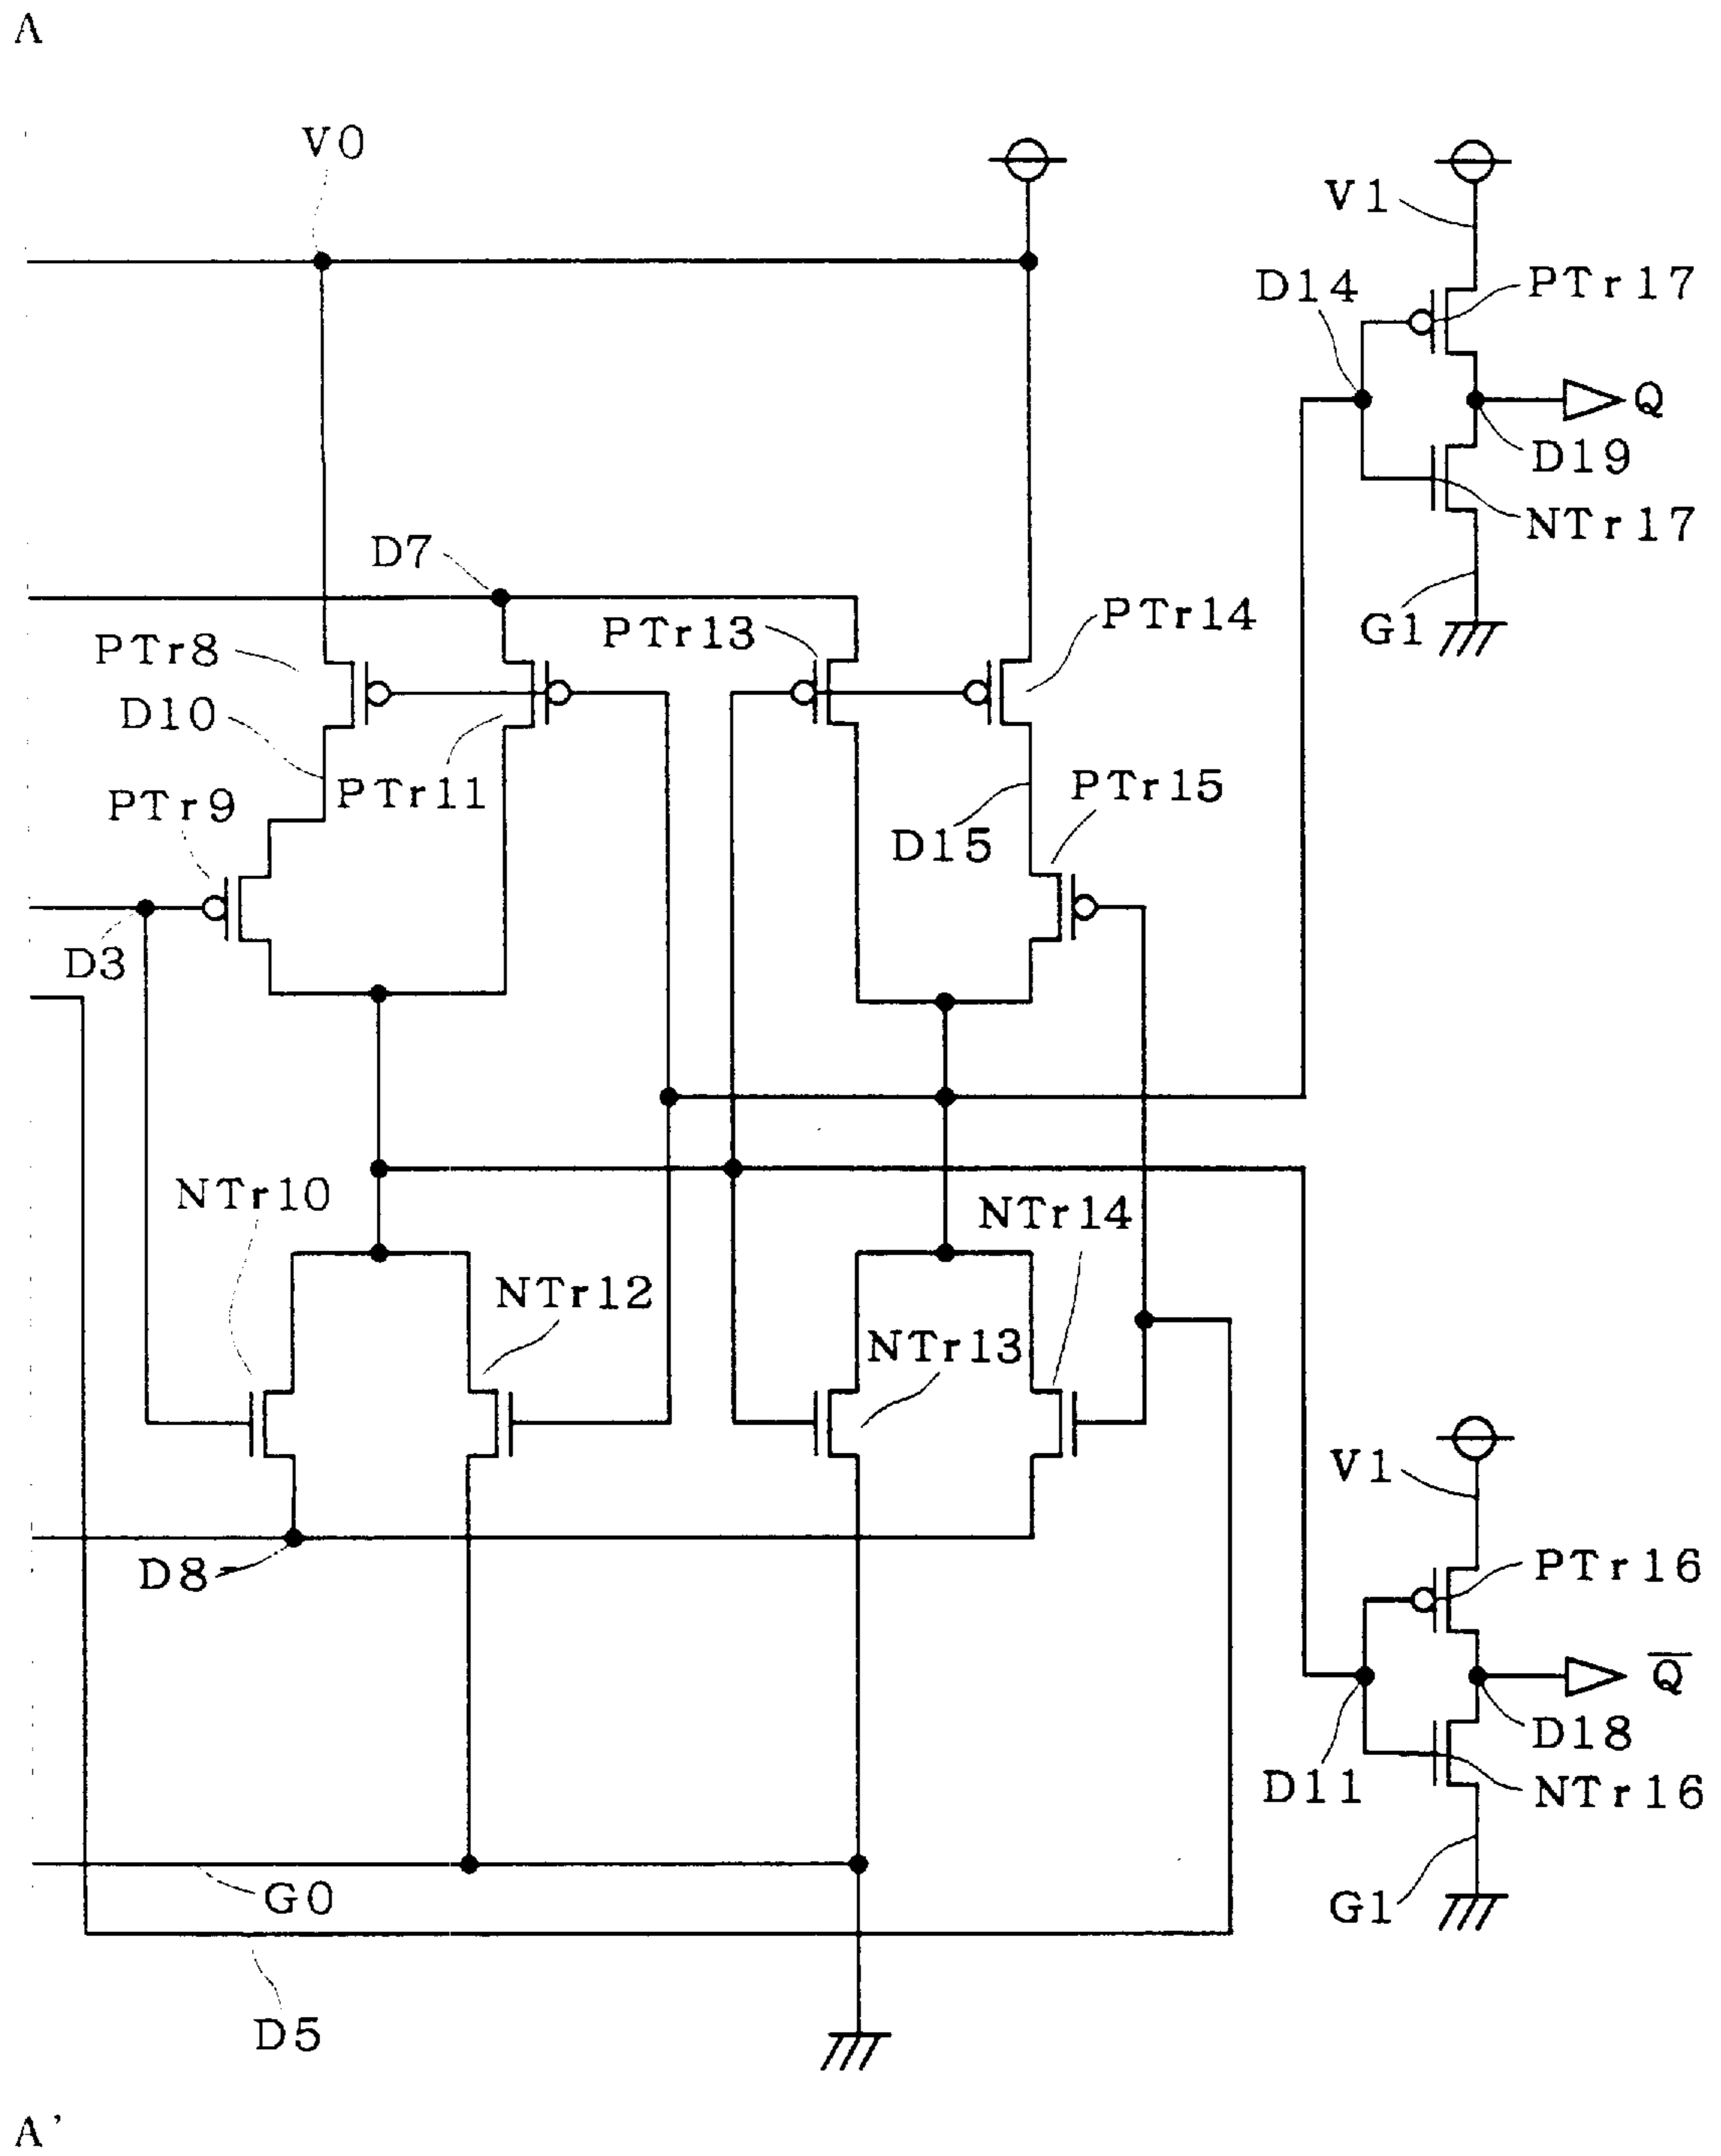 A
V0
V1
D14
PTr17
Q
D19
NTr17
G1
D7
PTr13
PTr14
PTr8
D10
PTr11
PTr15
PTr9
D15
D3
NTr10
NTr14
NTr12
NTr13
V1
D8
PTr16
Q̅
D18
D11
NTr16
G0
G1
D5
A'